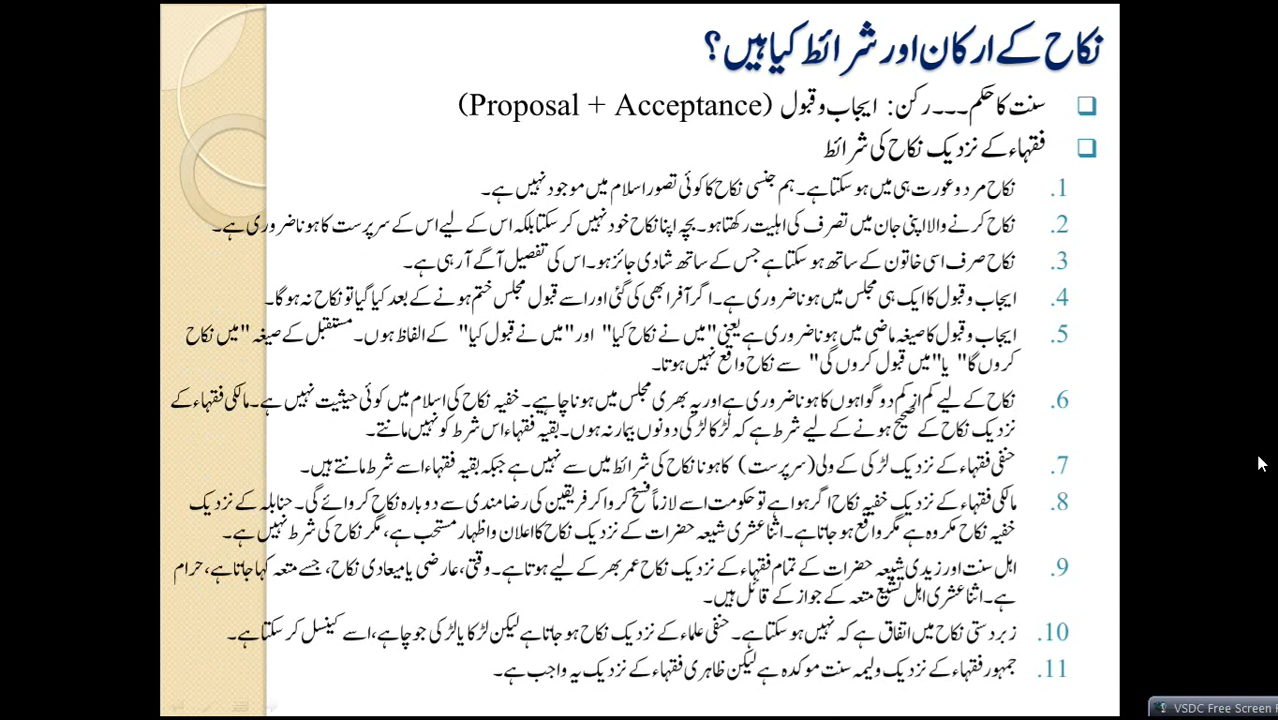 نکاح کے ارکان اور شرائط کیا ہیں؟
سنت کا حکم۔۔۔ رکن: ایجاب و قبول (Proposal + Acceptance)
فقہاء کے نزدیک نکاح کی شرائط
1. نکاح مرد و عورت ہی میں ہو سکتا ہے۔ ہم جنسی نکاح کا کوئی تصور اسلام میں موجود نہیں ہے۔
2. نکاح کرنے والا اپنی جان میں تصرف کی اہلیت رکھتا ہو۔ بچہ اپنا نکاح خود نہیں کر سکتا بلکہ اس کے لیے اس کے سرپرست کا ہونا ضروری ہے۔
3. نکاح صرف اسی خاتون کے ساتھ ہو سکتا ہے جس کے ساتھ شادی جائز ہو۔ اس کی تفصیل آگے آ رہی ہے۔
4. ایجاب و قبول کا ایک ہی مجلس میں ہونا ضروری ہے۔ اگر آفر ابھی کی گئی اور اسے قبول مجلس ختم ہونے کے بعد کیا گیا تو نکاح نہ ہو گا۔
5. ایجاب و قبول کا صیغہ ماضی میں ہونا ضروری ہے یعنی "میں نے نکاح کیا" اور "میں نے قبول کیا" کے الفاظ ہوں۔ مستقبل کے صیغہ "میں نکاح
کروں گا" یا "میں قبول کروں گی" سے نکاح واقع نہیں ہوتا۔
6. نکاح کے لیے کم از کم دو گواہوں کا ہونا ضروری ہے اور یہ بھری مجلس میں ہونا چاہیے۔ خفیہ نکاح کی اسلام میں کوئی حیثیت نہیں ہے۔ مالکی فقہاء کے
نزدیک نکاح کے صحیح ہونے کے لیے شرط ہے کہ لڑکا لڑکی دونوں بیمار نہ ہوں۔ بقیہ فقہاء اس شرط کو نہیں مانتے۔
7. حنفی فقہاء کے نزدیک لڑکی کے ولی (سرپرست) کا ہونا نکاح کی شرائط میں سے نہیں ہے جبکہ بقیہ فقہاء اسے شرط مانتے ہیں۔
8. مالکی فقہاء کے نزدیک خفیہ نکاح اگر ہوا ہے تو حکومت اسے لازماً فسخ کروا کر فریقین کی رضامندی سے دوبارہ نکاح کروائے گی۔ حنابلہ کے نزدیک
خفیہ نکاح مکروہ ہے مگر واقع ہو جاتا ہے۔ اثنا عشری شیعہ حضرات کے نزدیک نکاح کا اعلان و اظہار مستحب ہے، مگر نکاح کی شرط نہیں ہے۔
9. اہل سنت اور زیدی شیعہ حضرات کے تمام فقہاء کے نزدیک نکاح عمر بھر کے لیے ہوتا ہے۔ وقتی، عارضی یا میعادی نکاح، جسے متعہ کہا جاتا ہے، حرام
ہے۔ اثنا عشری اہل تشیع متعہ کے جواز کے قائل ہیں۔
10. زبردستی نکاح میں اتفاق ہے کہ نہیں ہو سکتا ہے۔ حنفی علماء کے نزدیک نکاح ہو جاتا ہے لیکن لڑکا یا لڑکی جو چاہے، اسے کینسل کر سکتا ہے۔
11. جمہور فقہاء کے نزدیک ولیمہ سنت موکدہ ہے لیکن ظاہری فقہاء کے نزدیک یہ واجب ہے۔
VSDC Free Screen